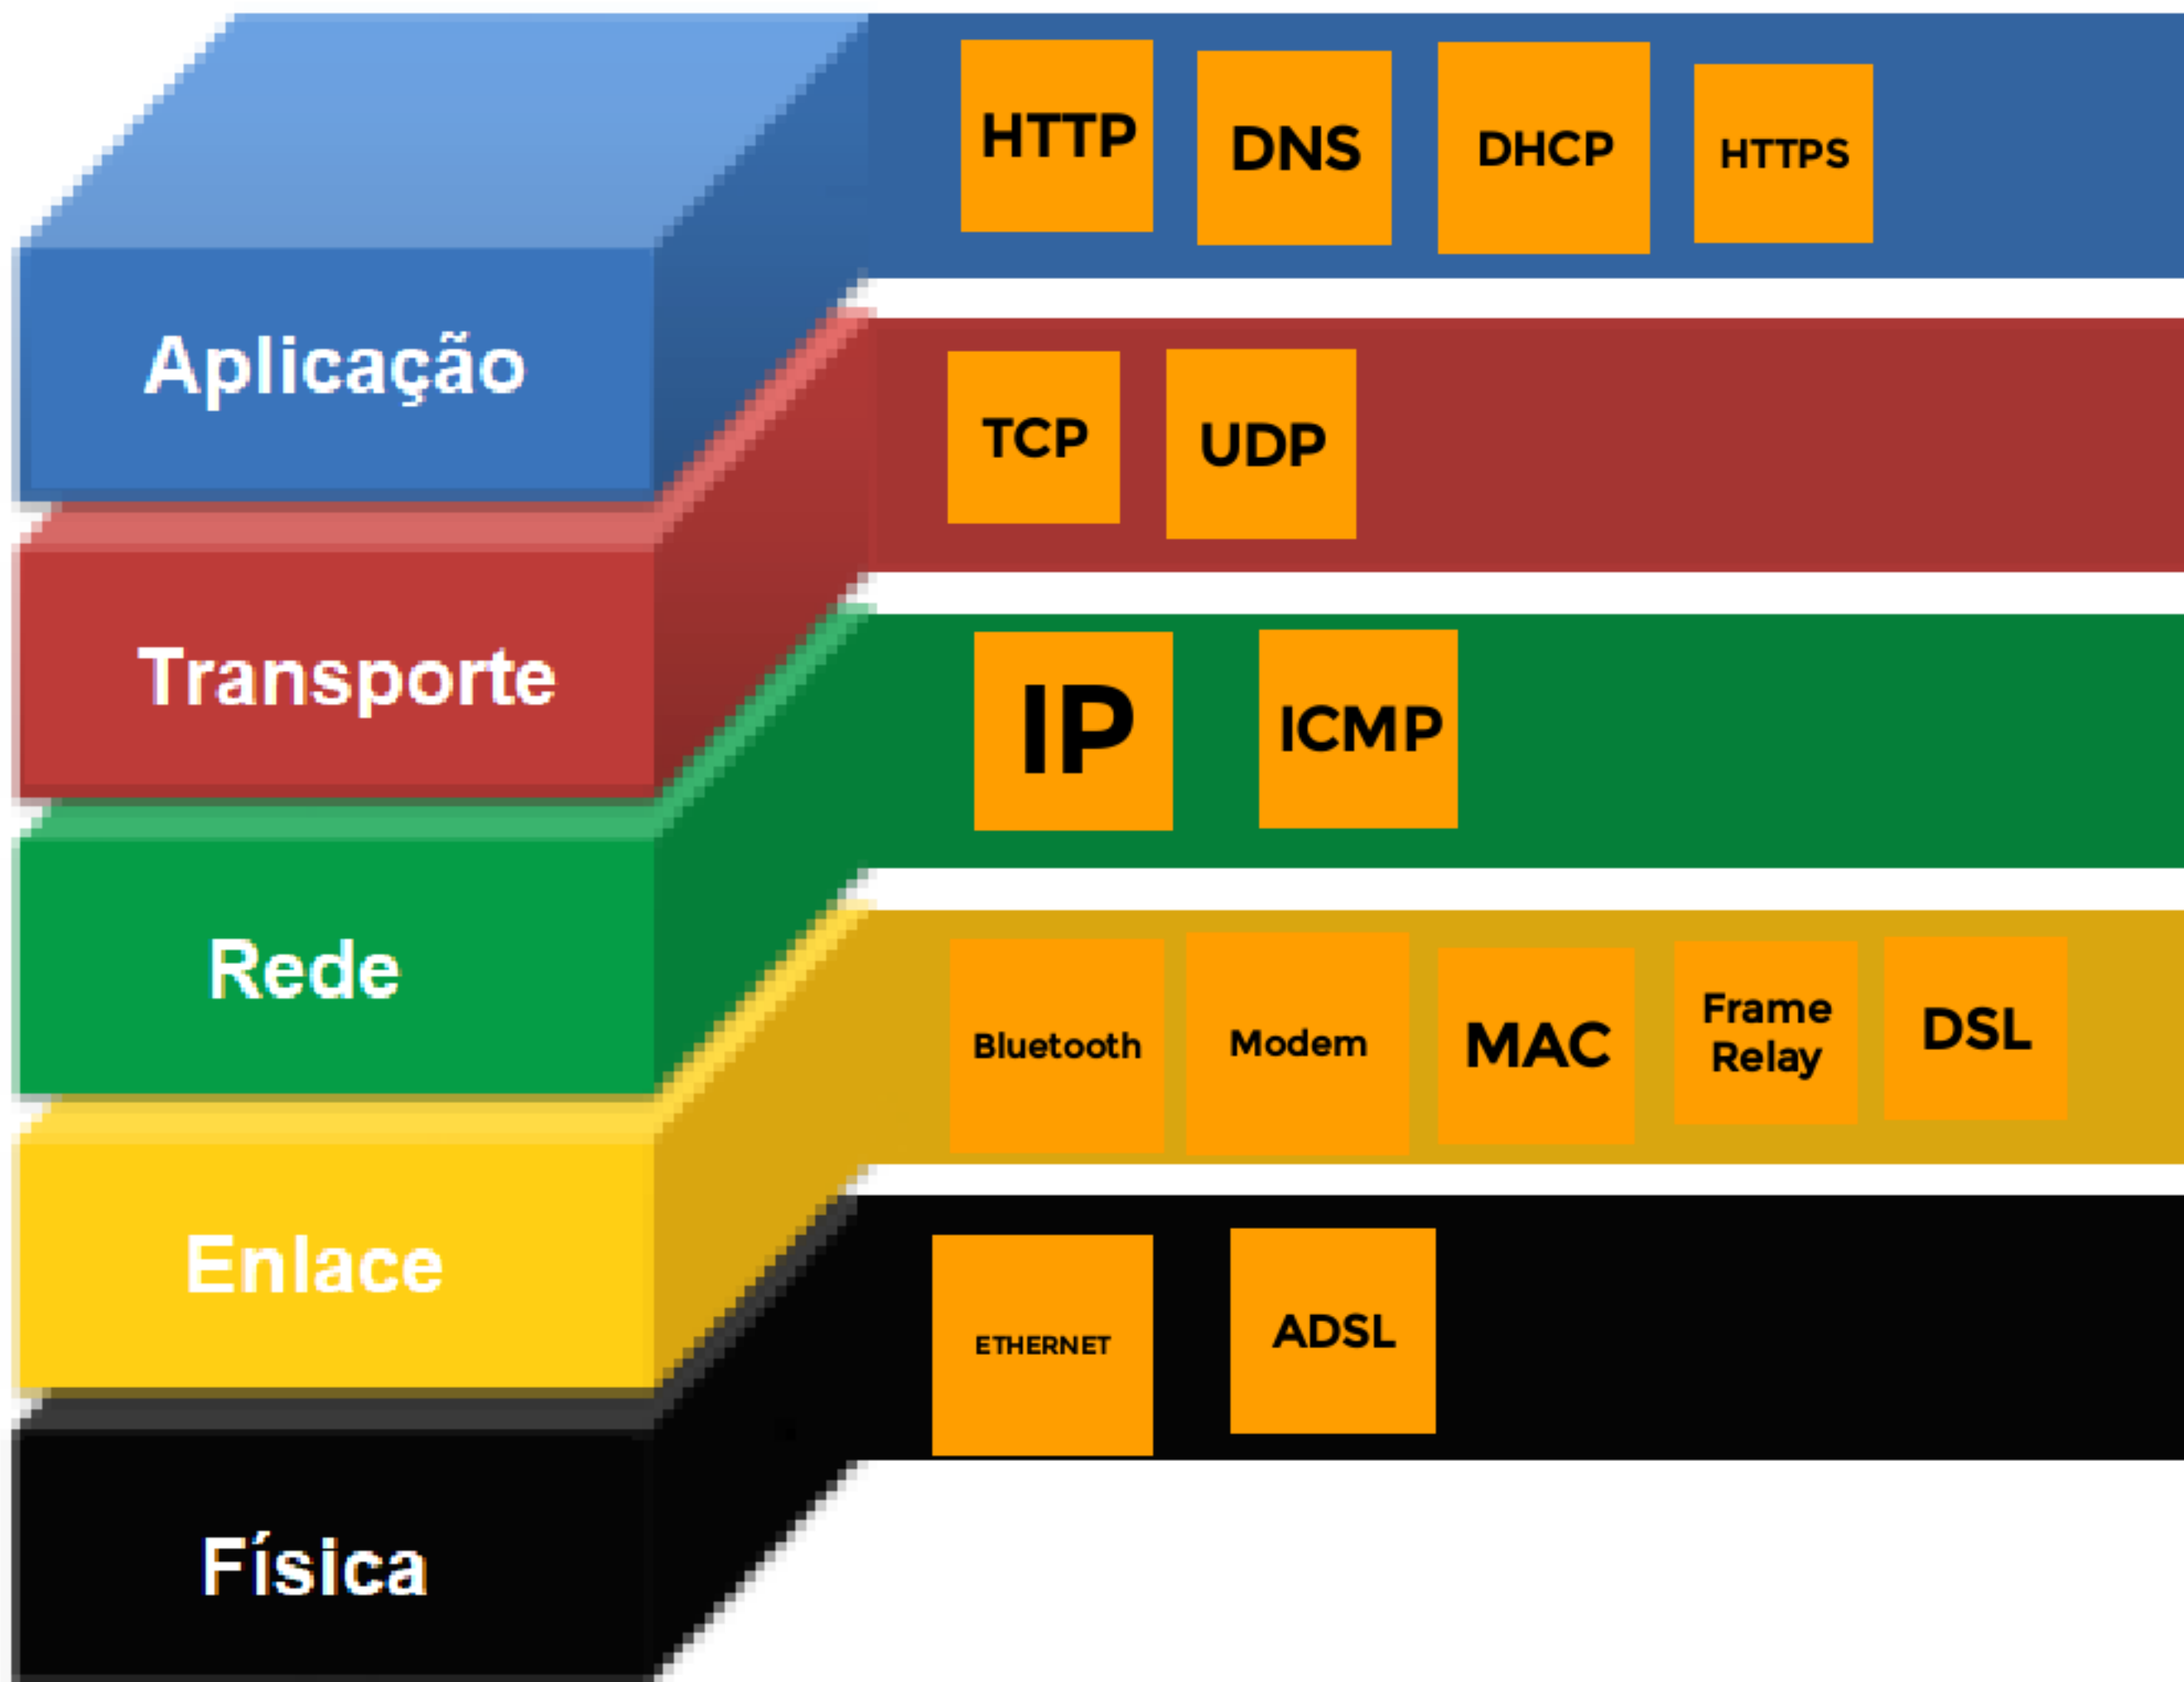 HTTP
DNS
DHCP
HTTPS
Aplicação
TCP
UDP
Transporte
IP
ICMP
Rede
Bluetooth
Modem
MAC
Frame
Relay
DSL
Enlace
ETHERNET
ADSL
Física